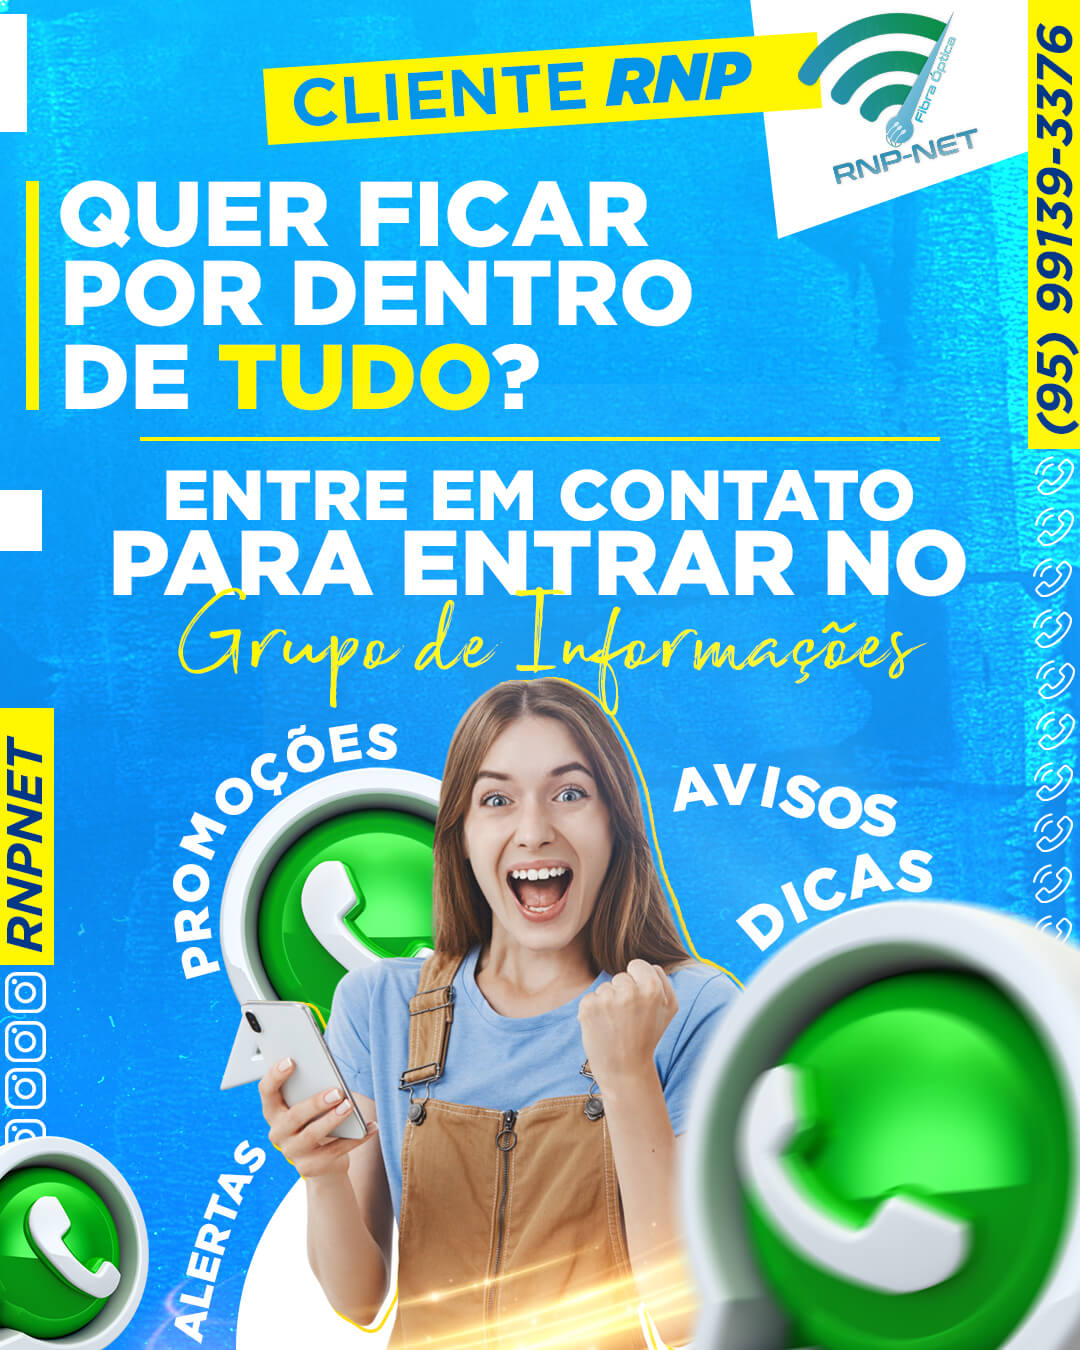 CLIENTE RNP
Fibra Óptica
RNP-NET
(95) 99139-3376
QUER FICAR
POR DENTRO
DE TUDO?
ENTRE EM CONTATO
PARA ENTRAR NO
Grupo de Informações
PROMOÇÕES
AVISOS
DICAS
ALERTAS
RNPNET